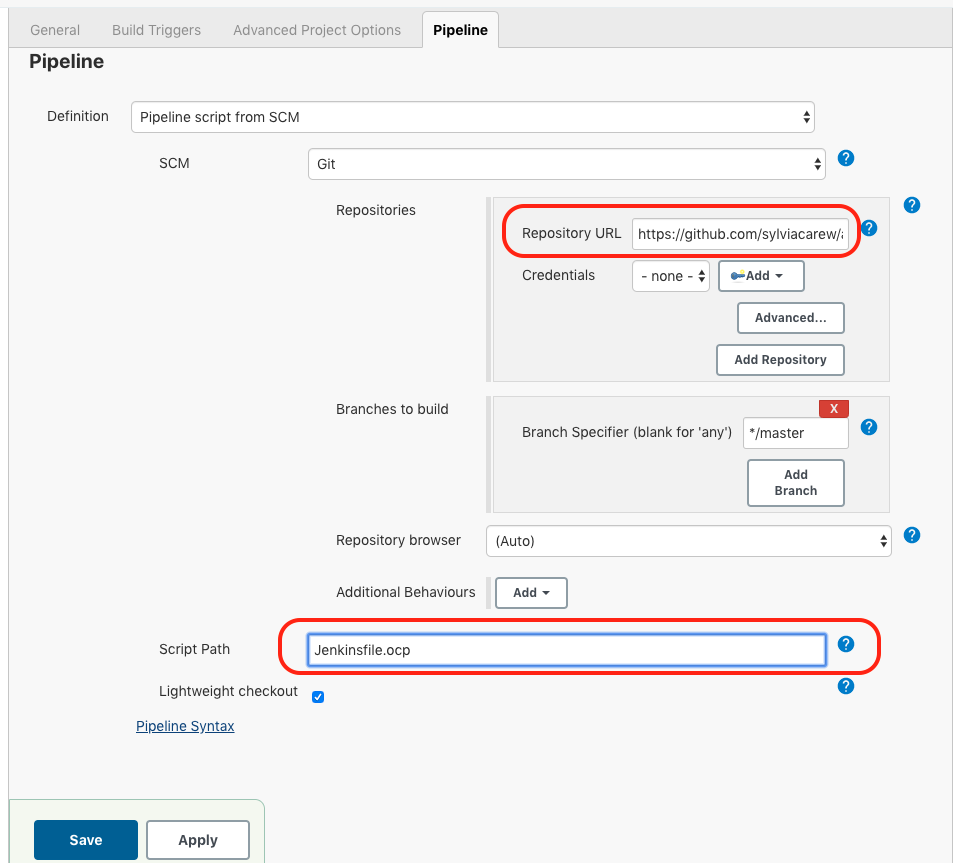 General Build Triggers Advanced Project Options Pipeline
Pipeline
Definition Pipeline script from SCM
SCM Git ?
Repositories ?
Repository URL https://github.com/sylviacarew/ ?
Credentials - none - Add
Advanced...
Add Repository
Branches to build
X
Branch Specifier (blank for 'any') */master ?
Add
Branch
Repository browser (Auto) ?
Additional Behaviours Add
Script Path Jenkinsfile.ocp ?
Lightweight checkout ?
Pipeline Syntax
Save Apply